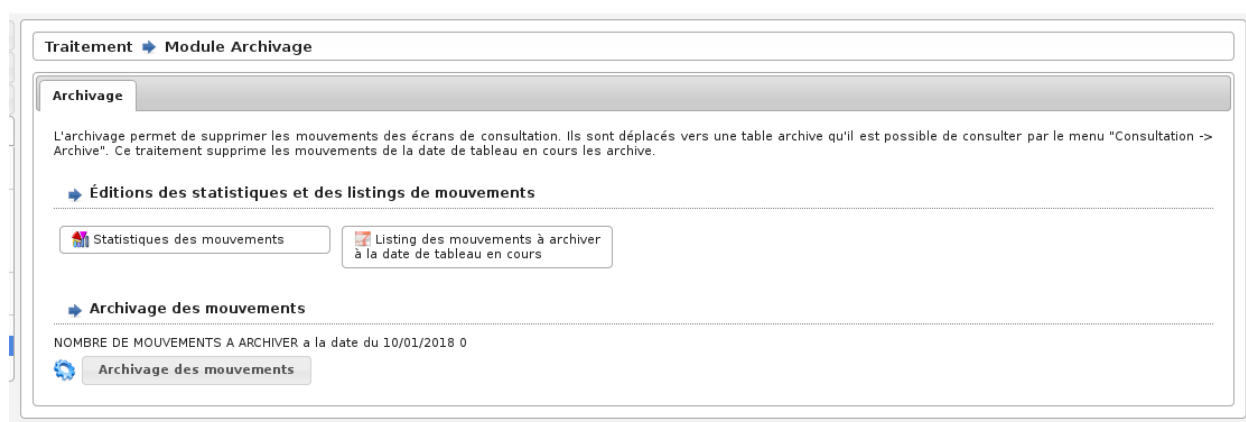 Traitement Module Archivage
Archivage
L'archivage permet de supprimer les mouvements des écrans de consultation. Ils sont déplacés vers une table archive qu'il est possible de consulter par le menu "Consultation ->
Archive". Ce traitement supprime les mouvements de la date de tableau en cours les archive.
Éditions des statistiques et des listings de mouvements
Statistiques des mouvements
Listing des mouvements à archiver
à la date de tableau en cours
Archivage des mouvements
NOMBRE DE MOUVEMENTS A ARCHIVER a la date du 10/01/2018 0
Archivage des mouvements